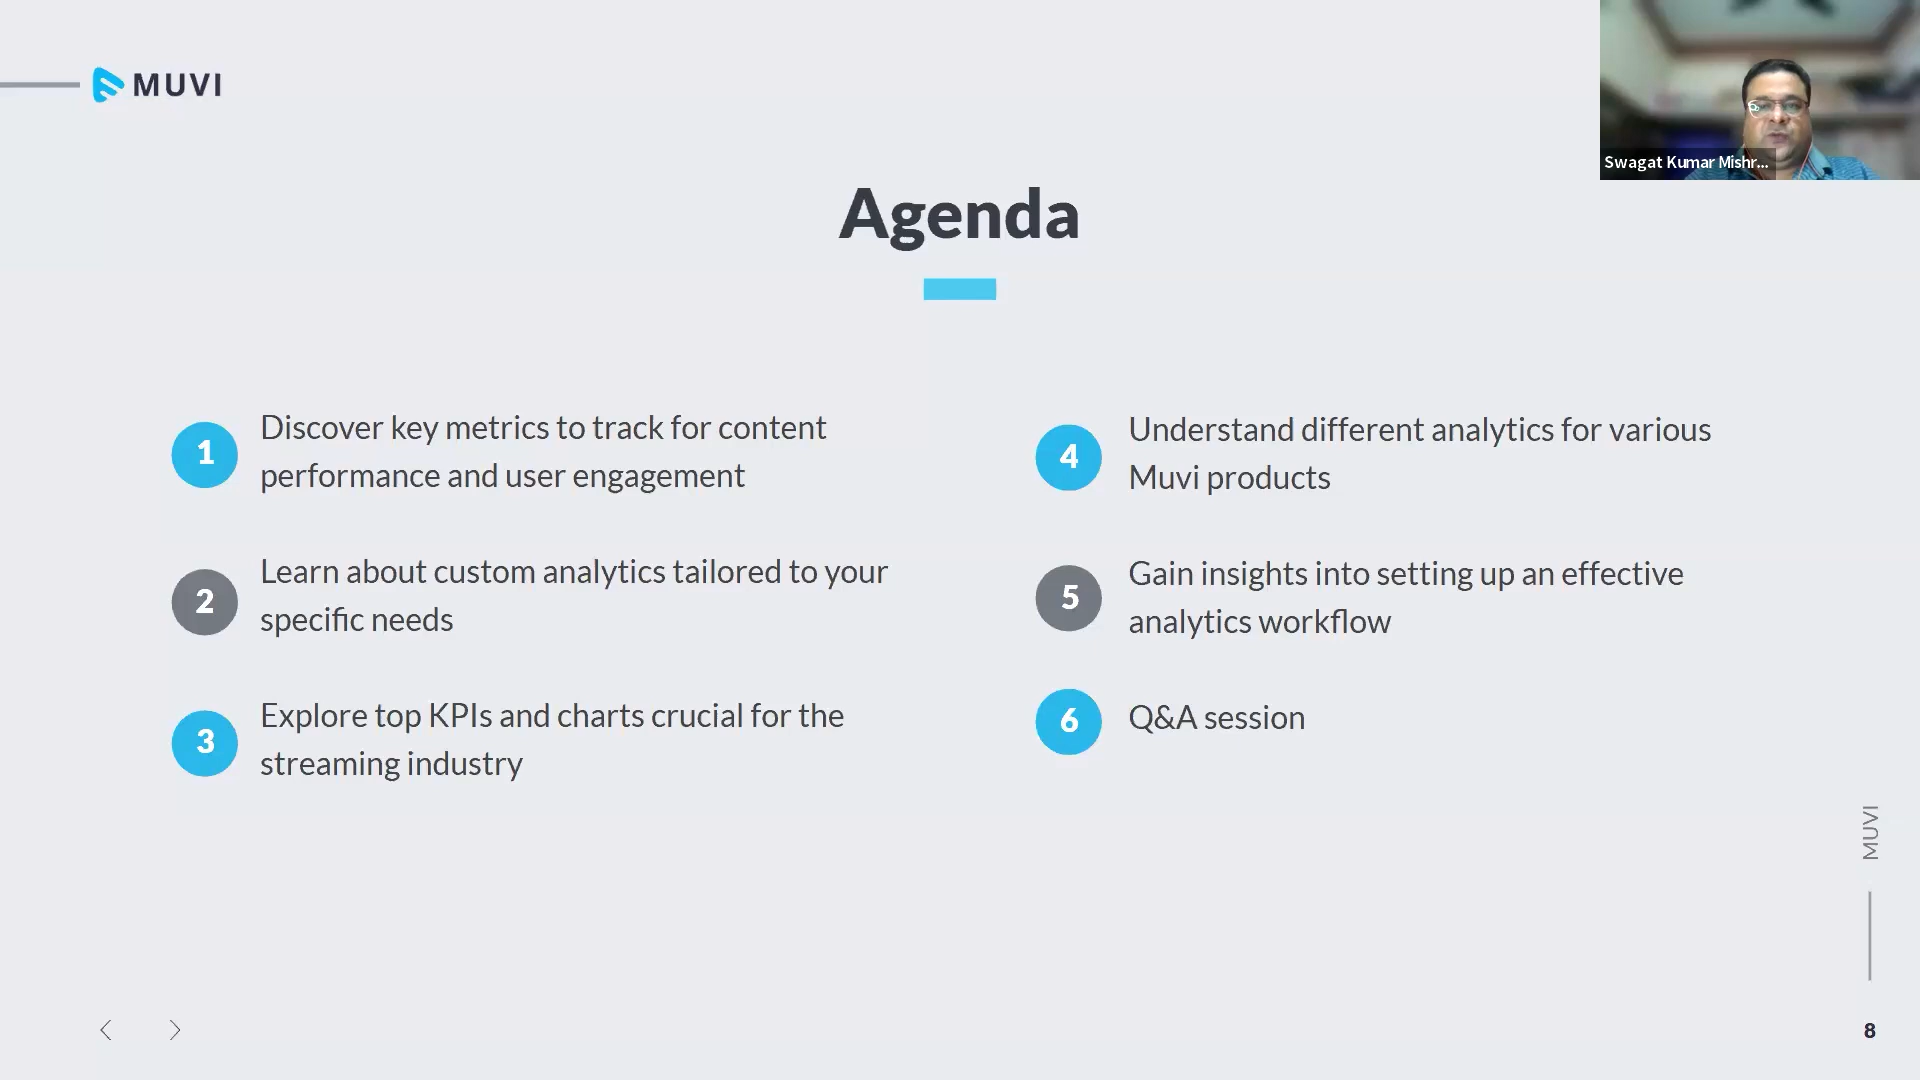 MUVI
Swagat Kumar Mishr...
Agenda
1
Discover key metrics to track for content
performance and user engagement
2
Learn about custom analytics tailored to your
specific needs
3
Explore top KPIs and charts crucial for the
streaming industry
4
Understand different analytics for various
Muvi products
5
Gain insights into setting up an effective
analytics workflow
6
Q&A session
MUVI
8